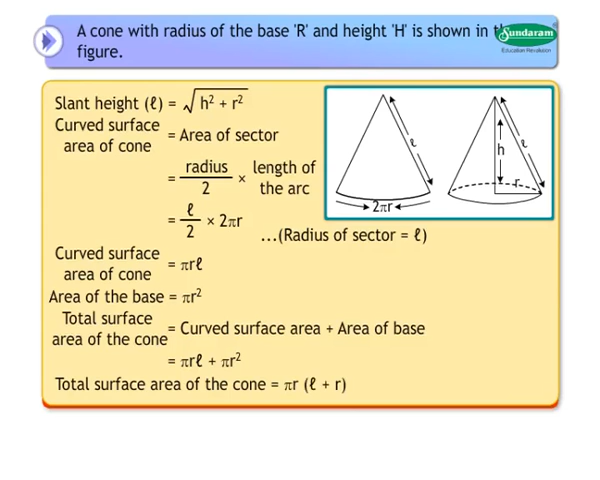 A cone with radius of the base 'R' and height 'H' is shown in
figure.
Sundaram
Education Revolution
Slant height (ℓ) = √h² + r²
Curved surface area of cone = Area of sector
= radius/2 × length of the arc
= ℓ/2 × 2πr
...(Radius of sector = ℓ)
Curved surface area of cone = πrℓ
Area of the base = πr²
Total surface area of the cone = Curved surface area + Area of base
= πrℓ + πr²
Total surface area of the cone = πr (ℓ + r)
ℓ
2πr
h
ℓ
r